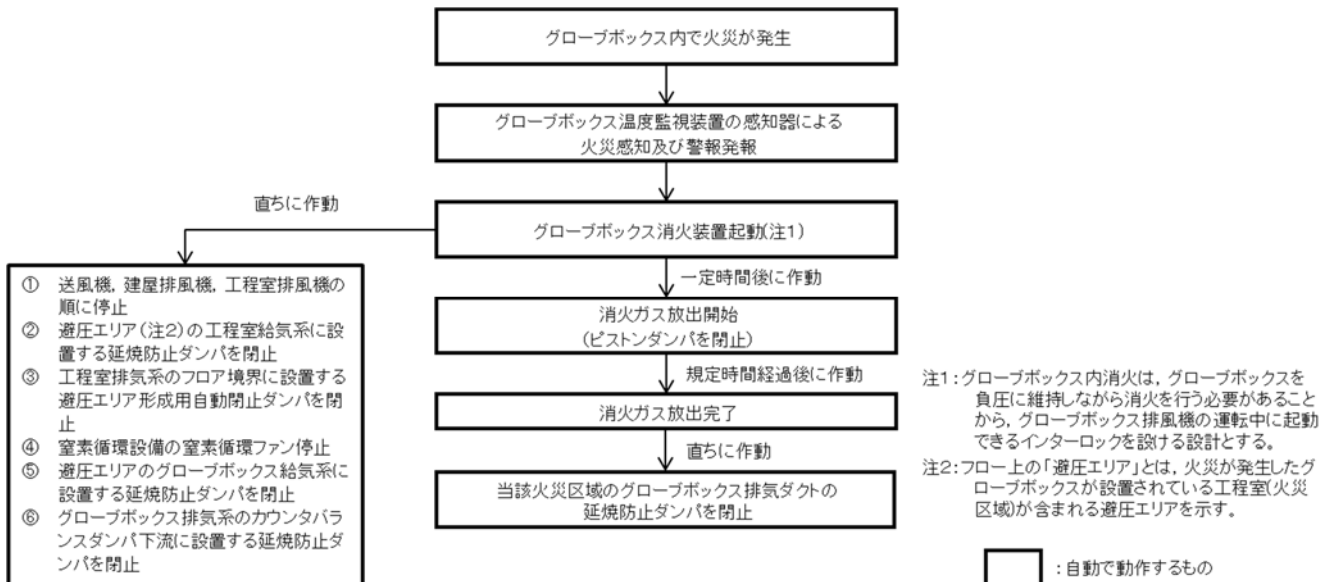 グローブボックス内で火災が発生
グローブボックス温度監視装置の感知器による
火災感知及び警報発報
直ちに作動
グローブボックス消火装置起動(注1)
一定時間後に作動
消火ガス放出開始
(ピストンダンパを閉止)
規定時間経過後に作動
消火ガス放出完了
直ちに作動
当該火災区域のグローブボックス排気ダクトの
延焼防止ダンパを閉止
① 送風機, 建屋排風機, 工程室排風機の
順に停止
② 避圧エリア(注2)の工程室給気系に設
置する延焼防止ダンパを閉止
③ 工程室排気系のフロア境界に設置する
避圧エリア形成用自動閉止ダンパを閉
止
④ 窒素循環設備の窒素循環ファン停止
⑤ 避圧エリアのグローブボックス給気系に
設置する延焼防止ダンパを閉止
⑥ グローブボックス排気系のカウンタバラ
ンスダンパ下流に設置する延焼防止ダ
ンパを閉止
注1:グローブボックス内消火は, グローブボックスを
負圧に維持しながら消火を行う必要があること
から, グローブボックス排風機の運転中に起動
できるインターロックを設ける設計とする。
注2:フロー上の「避圧エリア」とは, 火災が発生したグ
ローブボックスが設置されている工程室(火災
区域)が含まれる避圧エリアを示す。
:自動で動作するもの